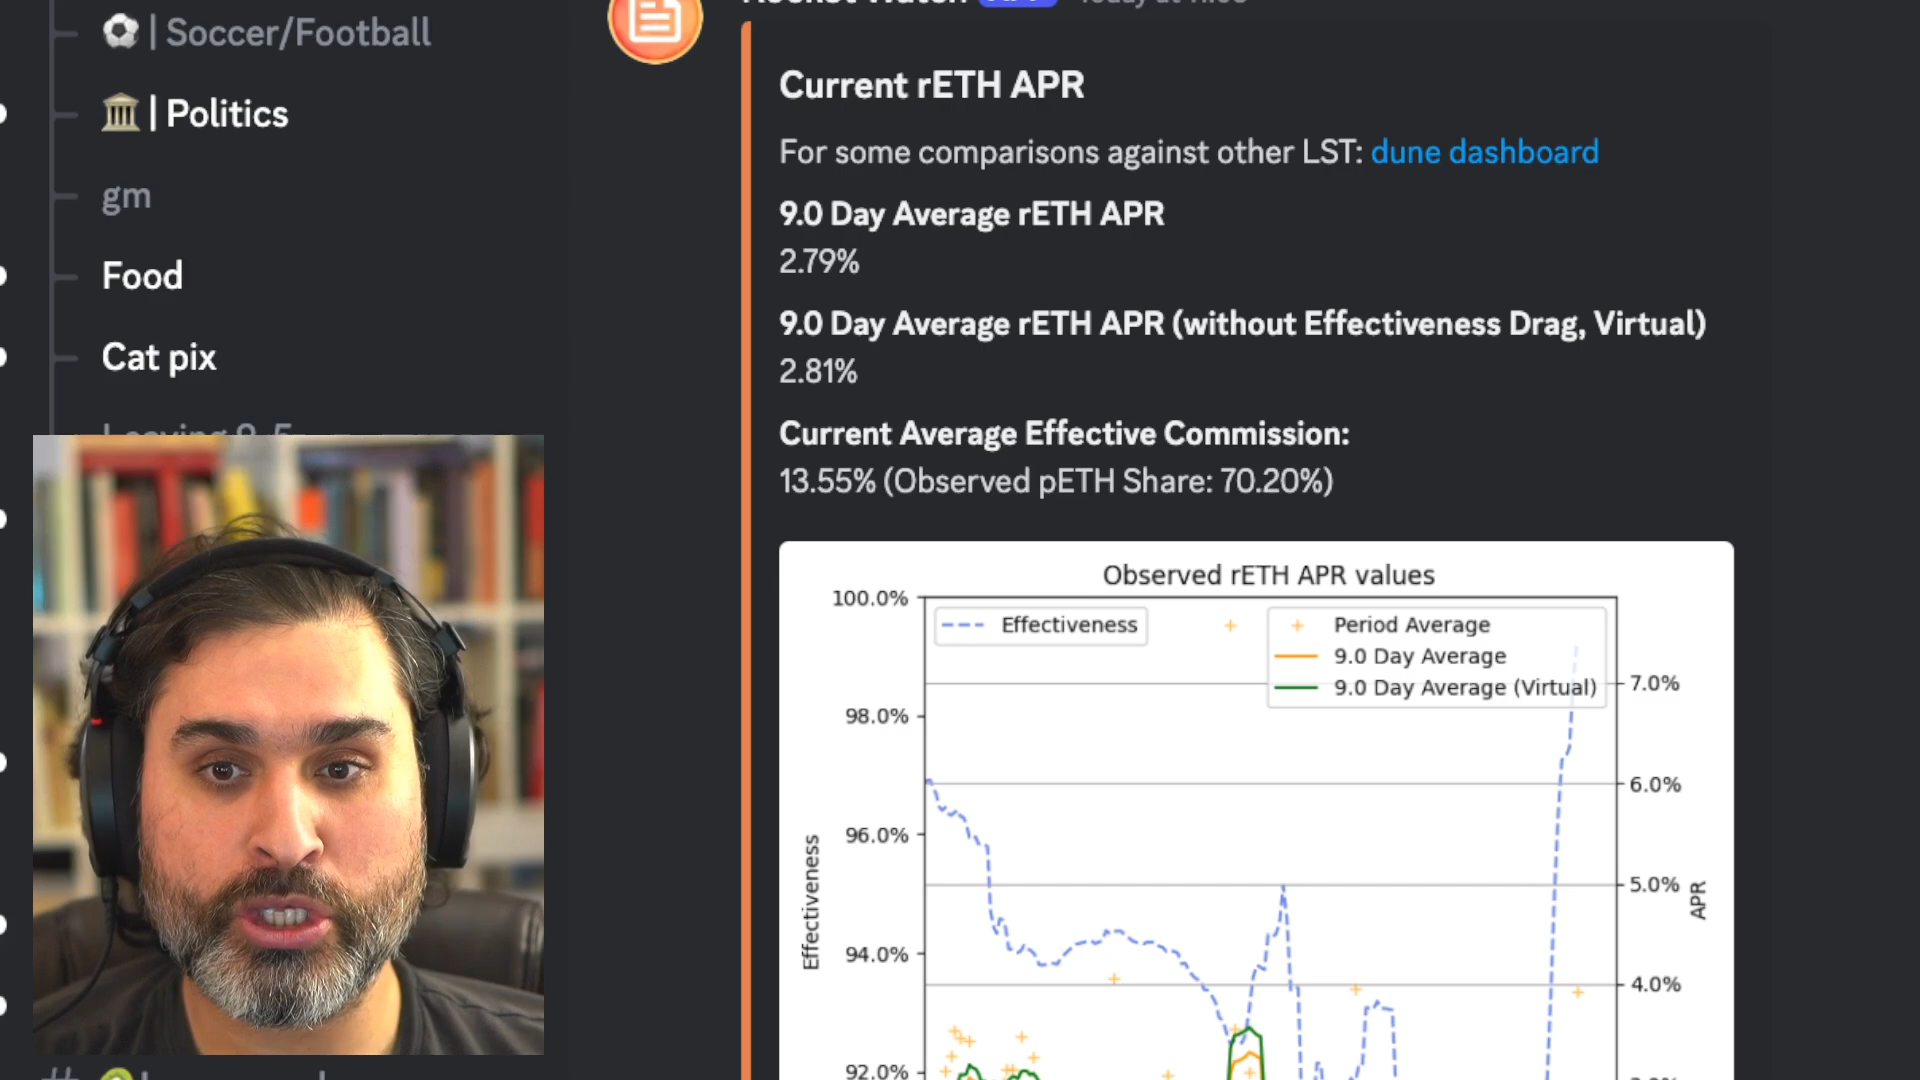 | Soccer/Football
| Politics
gm
Food
Cat pix
Current rETH APR
For some comparisons against other LST: dune dashboard
9.0 Day Average rETH APR
2.79%
9.0 Day Average rETH APR (without Effectiveness Drag, Virtual)
2.81%
Current Average Effective Commission:
13.55% (Observed pETH Share: 70.20%)
Observed rETH APR values
100.0%
Effectiveness
Period Average
9.0 Day Average
9.0 Day Average (Virtual)
7.0%
98.0%
6.0%
96.0%
5.0%
Effectiveness
APR
94.0%
4.0%
92.0%